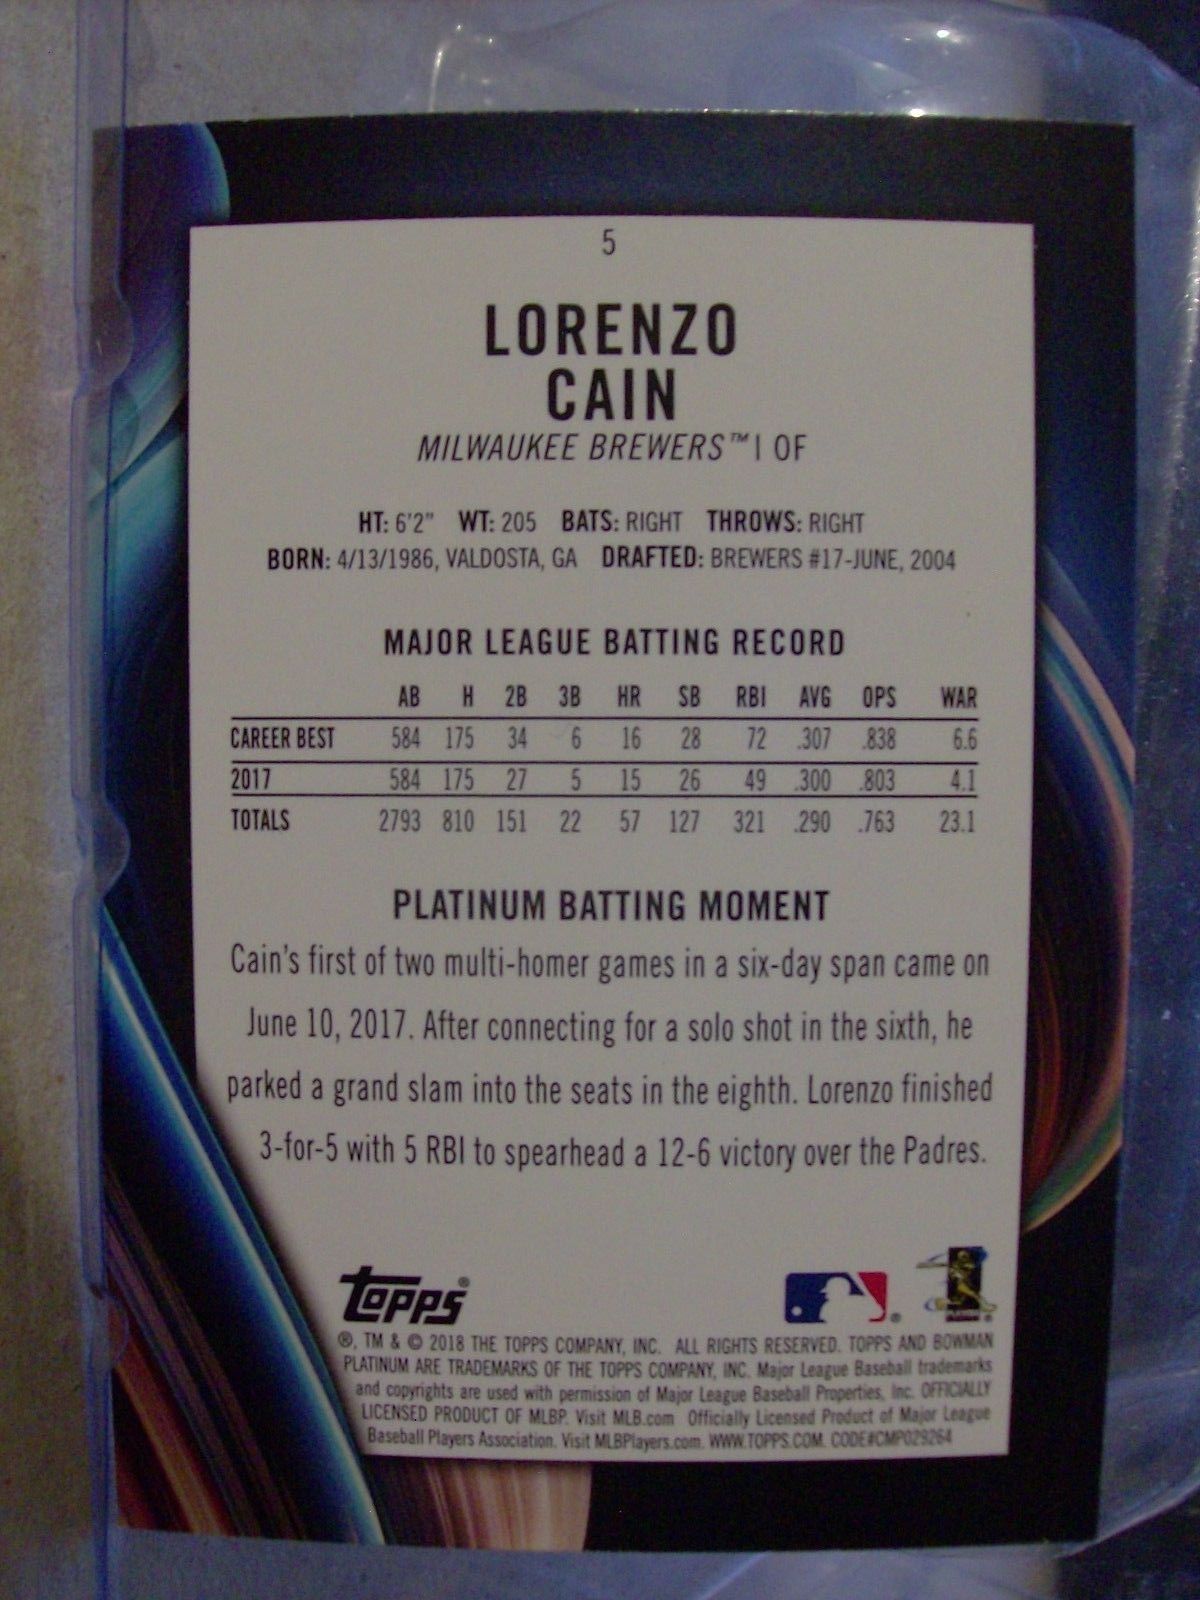 5
LORENZO
CAIN
MILWAUKEE BREWERS™ | OF
HT: 6'2" WT: 205 BATS: RIGHT THROWS: RIGHT
BORN: 4/13/1986, VALDOSTA, GA DRAFTED: BREWERS #17-JUNE, 2004
MAJOR LEAGUE BATTING RECORD
AB H 2B 3B HR SB RBI AVG OPS WAR
CAREER BEST 584 175 34 6 16 28 72 .307 .838 6.6
2017 584 175 27 5 15 26 49 .300 .803 4.1
TOTALS 2793 810 151 22 57 127 321 .290 .763 23.1
PLATINUM BATTING MOMENT
Cain's first of two multi-homer games in a six-day span came on
June 10, 2017. After connecting for a solo shot in the sixth, he
parked a grand slam into the seats in the eighth. Lorenzo finished
3-for-5 with 5 RBI to spearhead a 12-6 victory over the Padres.
topps®
®
®
®, TM & © 2018 THE TOPPS COMPANY, INC. ALL RIGHTS RESERVED. TOPPS AND BOWMAN
PLATINUM ARE TRADEMARKS OF THE TOPPS COMPANY, INC. Major League Baseball trademarks
and copyrights are used with permission of Major League Baseball Properties, Inc. OFFICIALLY
LICENSED PRODUCT OF MLBP. Visit MLB.com Officially Licensed Product of Major League
Baseball Players Association. Visit MLBPlayers.com. WWW.TOPPS.COM. CODE#CMP029264